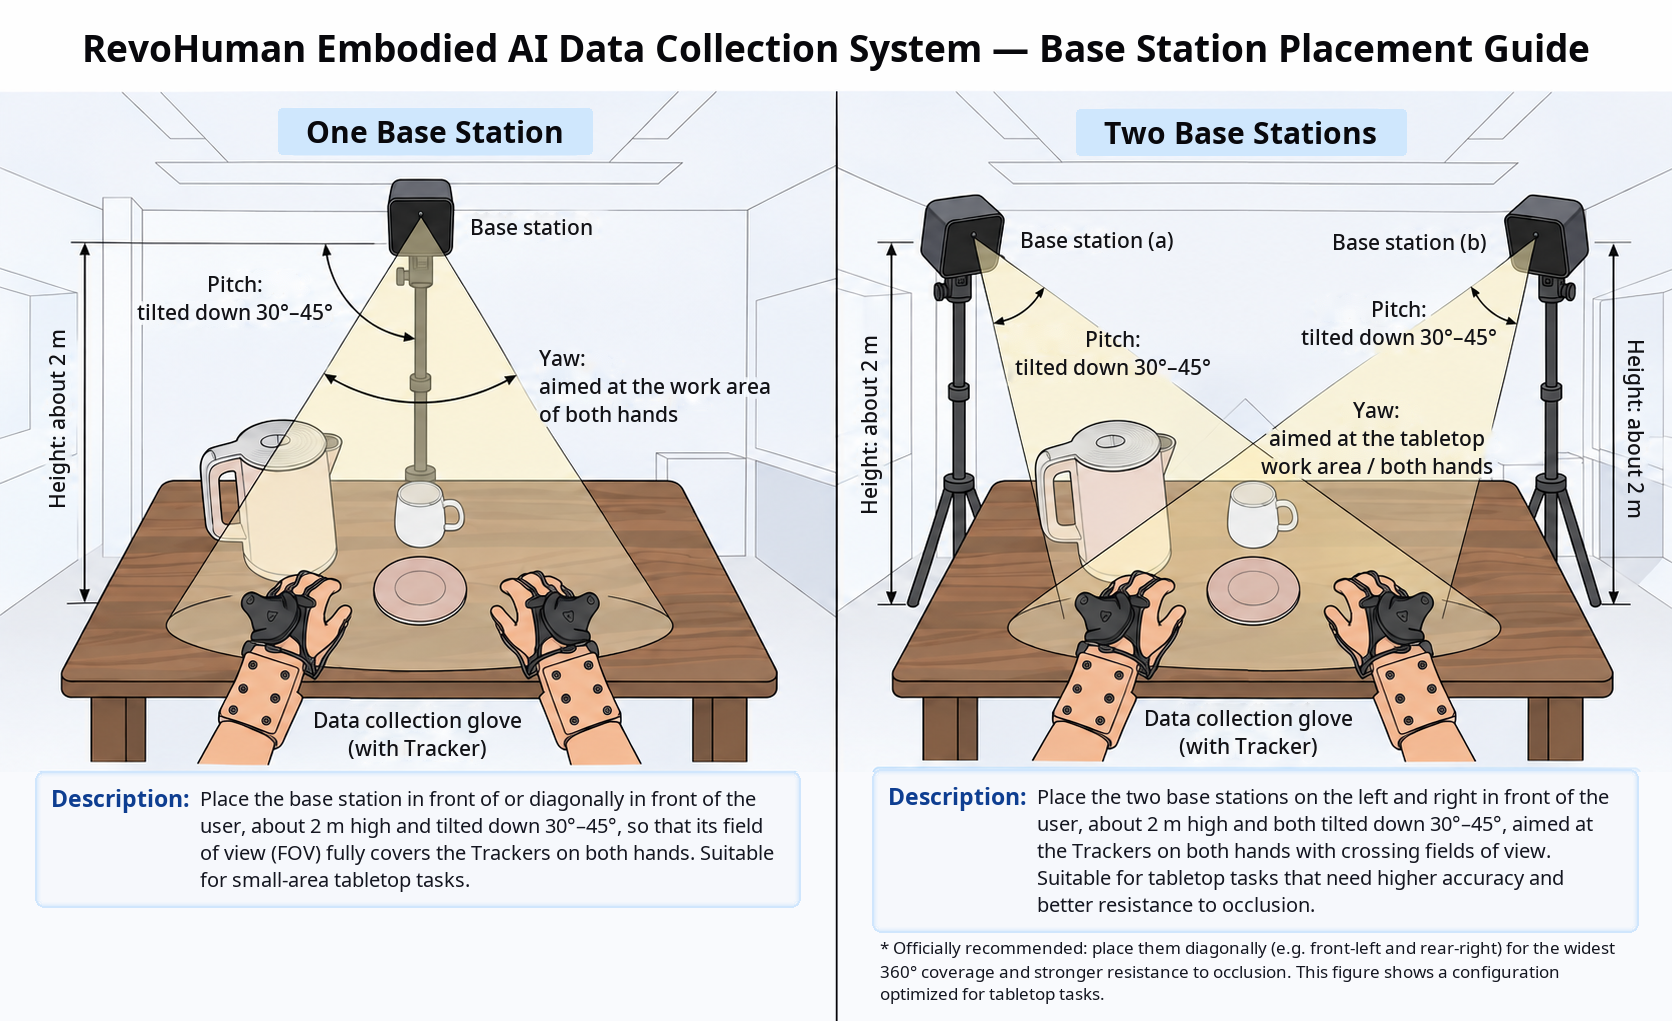 RevoHuman Embodied AI Data Collection System — Base Station Placement Guide
One Base Station
Base station
Pitch:
tilted down 30°–45°
Height: about 2 m
Yaw:
aimed at the work area
of both hands
Data collection glove
(with Tracker)
Description: Place the base station in front of or diagonally in front of the
user, about 2 m high and tilted down 30°–45°, so that its field
of view (FOV) fully covers the Trackers on both hands. Suitable
for small-area tabletop tasks.
Two Base Stations
Base station (a)
Base station (b)
Pitch:
tilted down 30°–45°
Pitch:
tilted down 30°–45°
Height: about 2 m
Height: about 2 m
Yaw:
aimed at the tabletop
work area / both hands
Data collection glove
(with Tracker)
Description: Place the two base stations on the left and right in front of the
user, about 2 m high and both tilted down 30°–45°, aimed at
the Trackers on both hands with crossing fields of view.
Suitable for tabletop tasks that need higher accuracy and
better resistance to occlusion.
* Officially recommended: place them diagonally (e.g. front-left and rear-right) for the widest
360° coverage and stronger resistance to occlusion. This figure shows a configuration
optimized for tabletop tasks.